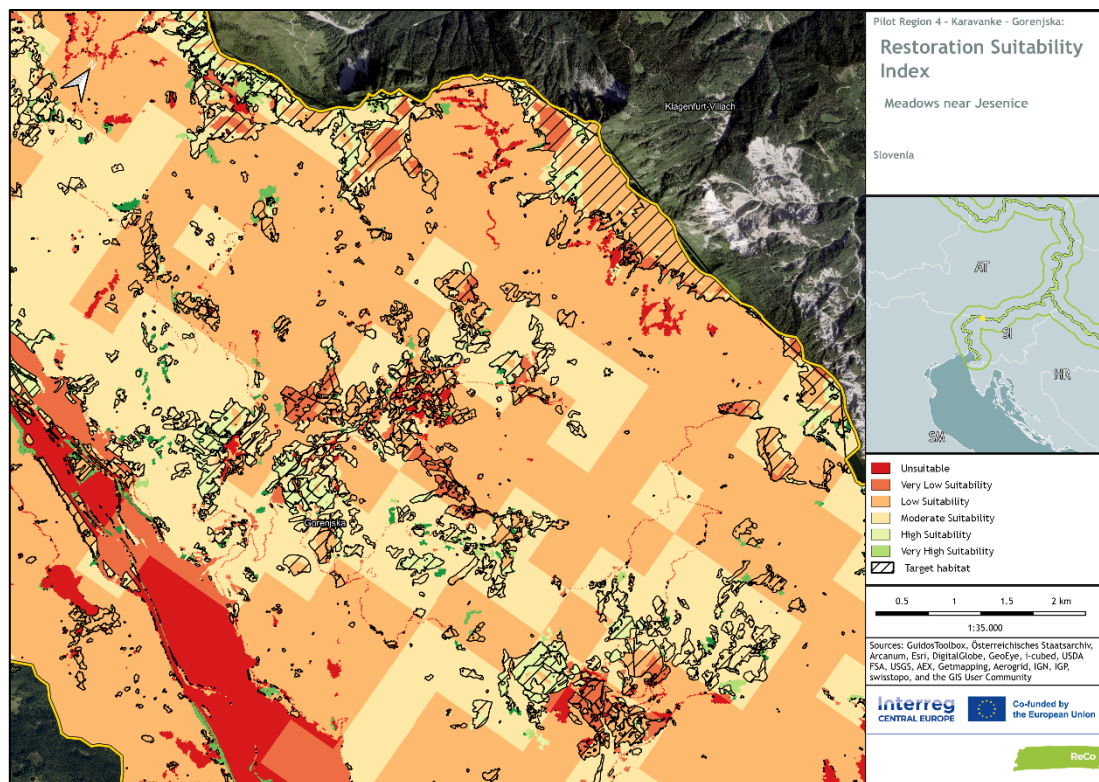 Pilot Region 4 - Karavanke - Gorenjska:
Restoration Suitability
Index
Meadows near Jesenice
Slovenia
Klagenfurt-Villach
Gorenjska
AT
SI
HR
SM
Unsuitable
Very Low Suitability
Low Suitability
Moderate Suitability
High Suitability
Very High Suitability
Target habitat
0.5 1 1.5 2 km
1:35.000
Sources: GuidosToolbox, Österreichisches Staatsarchiv,
Arcanum, Esri, DigitalGlobe, GeoEye, i-cubed, USDA
FSA, USGS, AEX, Getmapping, Aerogrid, IGN, IGP,
swisstopo, and the GIS User Community
Interreg
CENTRAL EUROPE
Co-funded by
the European Union
ReCo